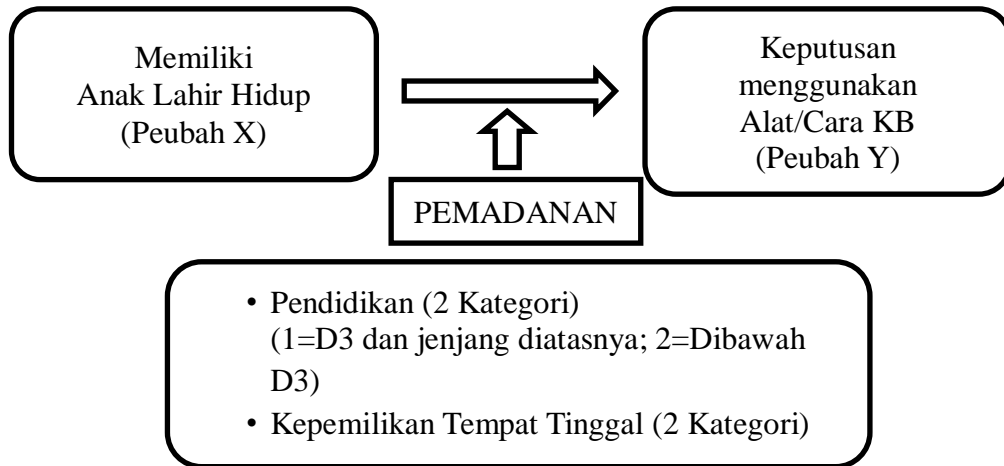 Memiliki
Anak Lahir Hidup
(Peubah X)
Keputusan
menggunakan
Alat/Cara KB
(Peubah Y)
PEMADANAN
• Pendidikan (2 Kategori)
(1=D3 dan jenjang diatasnya; 2=Dibawah
D3)
• Kepemilikan Tempat Tinggal (2 Kategori)